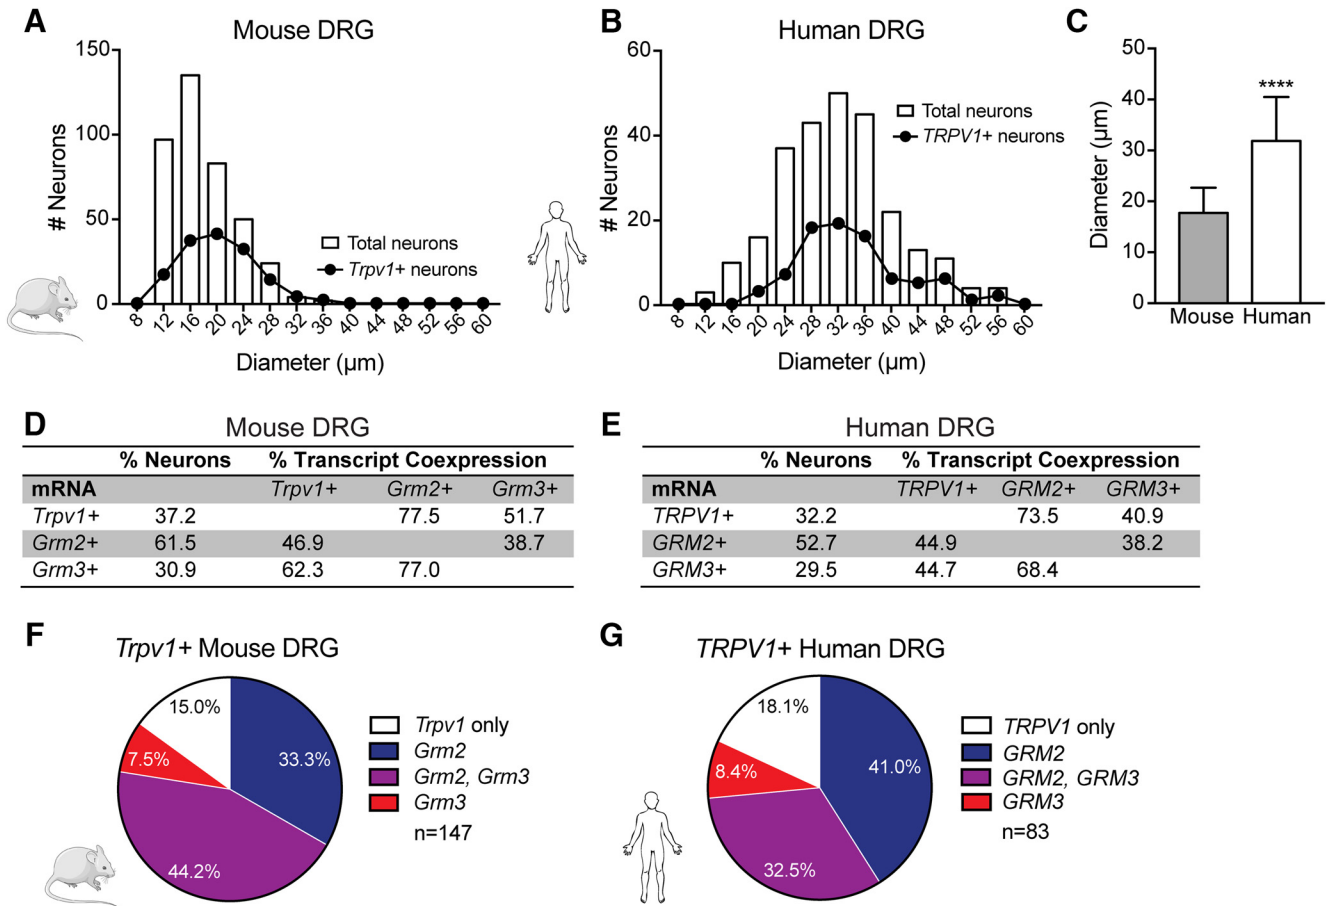 A
Mouse DRG
# Neurons
150
100
50
0
Total neurons
Trpv1+ neurons
8 12 16 20 24 28 32 36 40 44 48 52 56 60
Diameter (µm)
B
Human DRG
# Neurons
60
40
20
0
Total neurons
TRPV1+ neurons
8 12 16 20 24 28 32 36 40 44 48 52 56 60
Diameter (µm)
C
Diameter (µm)
50
40
30
20
10
0
****
Mouse Human
D
Mouse DRG
% Neurons % Transcript Coexpression
mRNA Trpv1+ Grm2+ Grm3+
Trpv1+ 37.2 77.5 51.7
Grm2+ 61.5 46.9 38.7
Grm3+ 30.9 62.3 77.0
E
Human DRG
% Neurons % Transcript Coexpression
mRNA TRPV1+ GRM2+ GRM3+
TRPV1+ 32.2 73.5 40.9
GRM2+ 52.7 44.9 38.2
GRM3+ 29.5 44.7 68.4
F
Trpv1+ Mouse DRG
15.0%
33.3%
7.5%
44.2%
Trpv1 only
Grm2
Grm2, Grm3
Grm3
n=147
G
TRPV1+ Human DRG
18.1%
41.0%
8.4%
32.5%
TRPV1 only
GRM2
GRM2, GRM3
GRM3
n=83